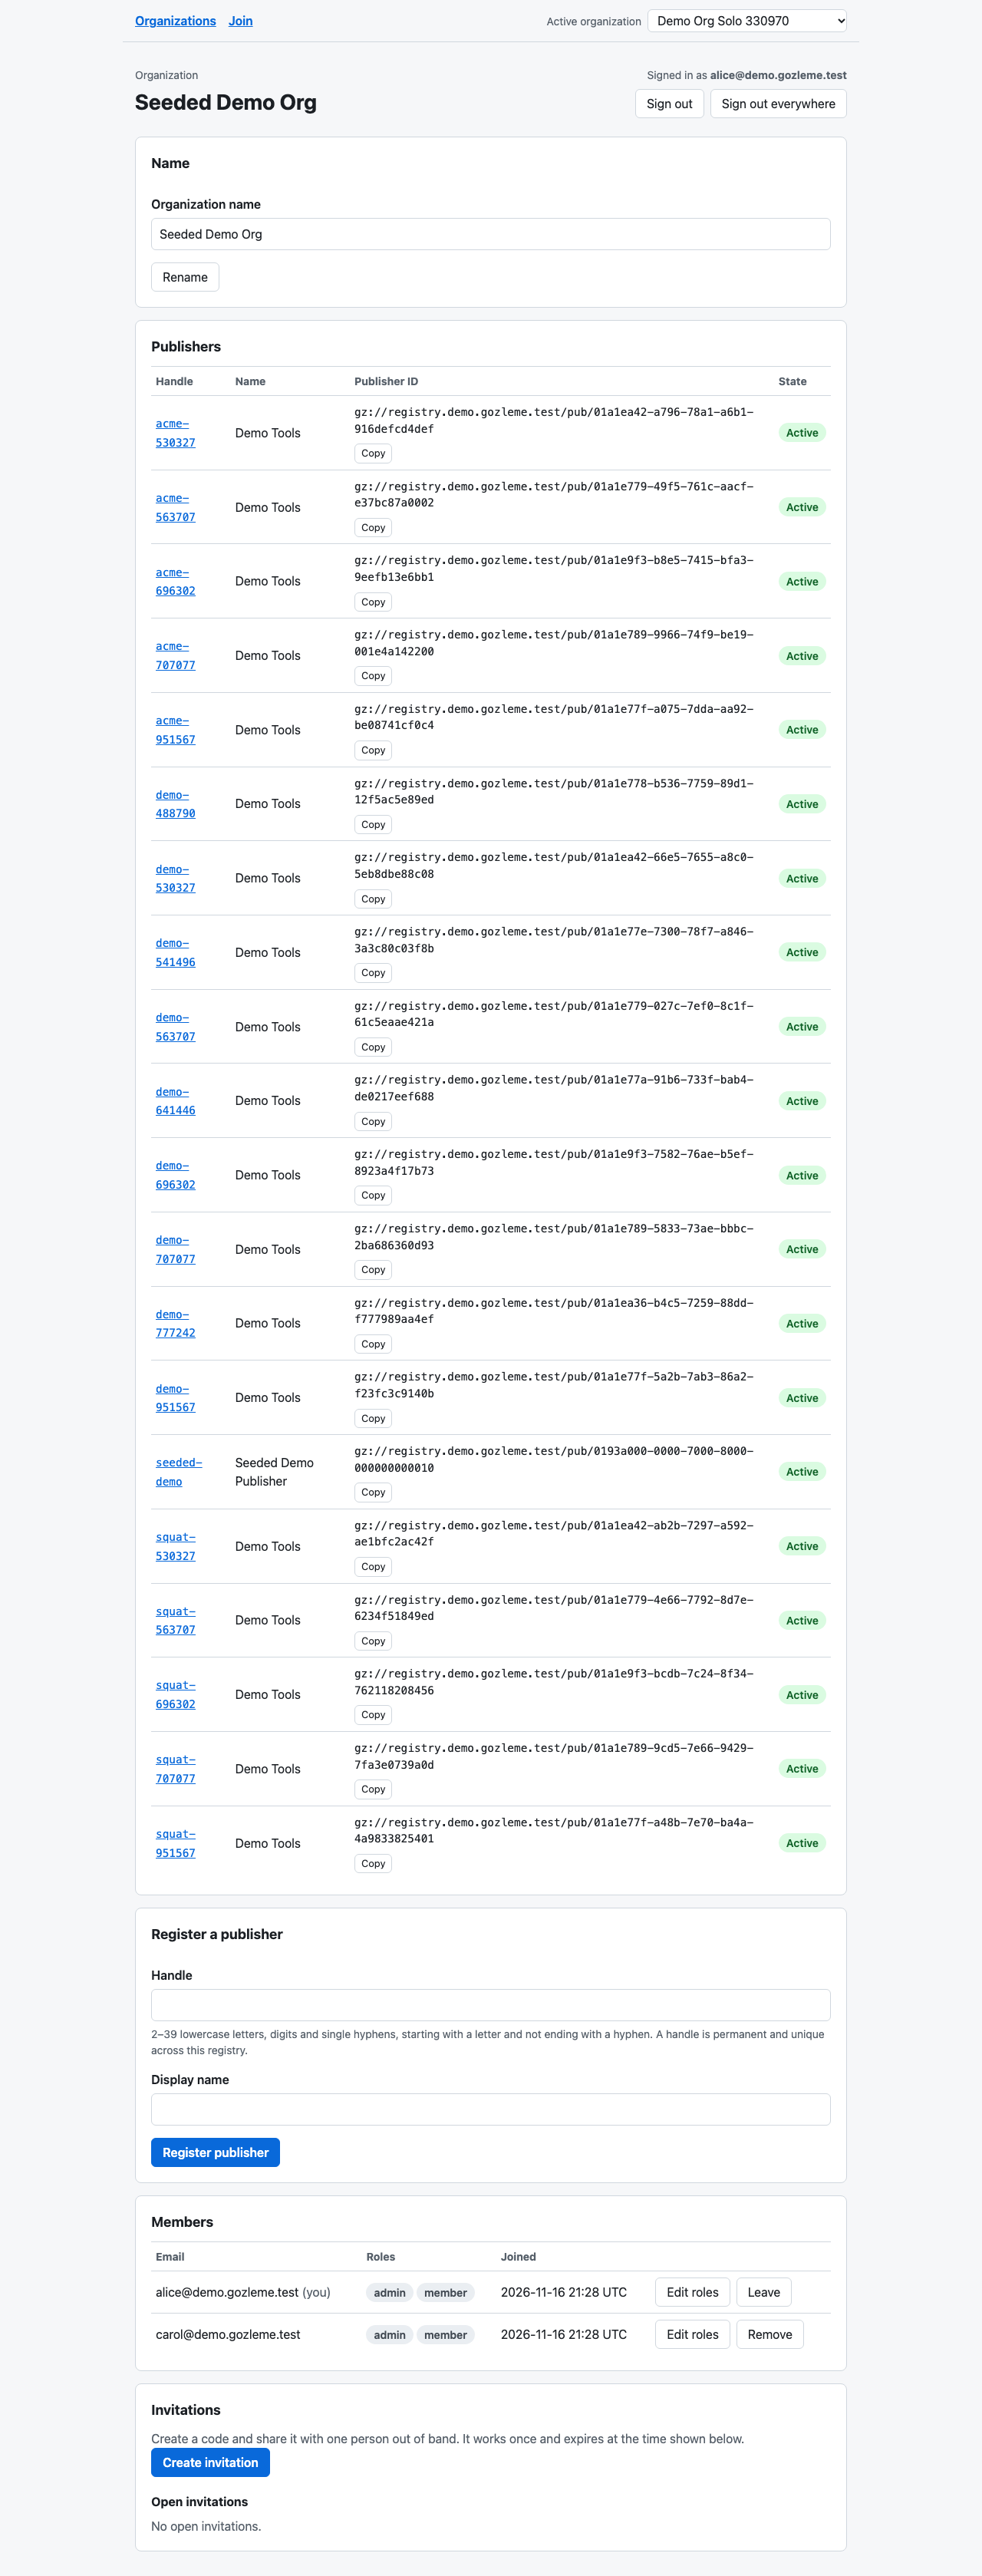 Organizations Join Active organization Demo Org Solo 330970
Organization Signed in as alice@demo.gozleme.test
Seeded Demo Org Sign out Sign out everywhere
Name
Organization name
Seeded Demo Org
Rename
Publishers
Handle Name Publisher ID State
acme-
530327
Demo Tools
gz://registry.demo.gozleme.test/pub/01a1ea42-a796-78a1-a6b1-
916defcd4def
Copy
Active
acme-
563707
Demo Tools
gz://registry.demo.gozleme.test/pub/01a1e779-49f5-761c-aacf-
e37bc87a0002
Copy
Active
acme-
696302
Demo Tools
gz://registry.demo.gozleme.test/pub/01a1e9f3-b8e5-7415-bfa3-
9eefb13e6bb1
Copy
Active
acme-
707077
Demo Tools
gz://registry.demo.gozleme.test/pub/01a1e789-9966-74f9-be19-
001e4a142200
Copy
Active
acme-
951567
Demo Tools
gz://registry.demo.gozleme.test/pub/01a1e77f-a075-7dda-aa92-
be08741cf0c4
Copy
Active
demo-
488790
Demo Tools
gz://registry.demo.gozleme.test/pub/01a1e778-b536-7759-89d1-
12f5ac5e89ed
Copy
Active
demo-
530327
Demo Tools
gz://registry.demo.gozleme.test/pub/01a1ea42-66e5-7655-a8c0-
5eb8dbe88c08
Copy
Active
demo-
541496
Demo Tools
gz://registry.demo.gozleme.test/pub/01a1e77e-7300-78f7-a846-
3a3c80c03f8b
Copy
Active
demo-
563707
Demo Tools
gz://registry.demo.gozleme.test/pub/01a1e779-027c-7ef0-8c1f-
61c5eaae421a
Copy
Active
demo-
641446
Demo Tools
gz://registry.demo.gozleme.test/pub/01a1e77a-91b6-733f-bab4-
de0217eef688
Copy
Active
demo-
696302
Demo Tools
gz://registry.demo.gozleme.test/pub/01a1e9f3-7582-76ae-b5ef-
8923a4f17b73
Copy
Active
demo-
707077
Demo Tools
gz://registry.demo.gozleme.test/pub/01a1e789-5833-73ae-bbbc-
2ba686360d93
Copy
Active
demo-
777242
Demo Tools
gz://registry.demo.gozleme.test/pub/01a1ea36-b4c5-7259-88dd-
f777989aa4ef
Copy
Active
demo-
951567
Demo Tools
gz://registry.demo.gozleme.test/pub/01a1e77f-5a2b-7ab3-86a2-
f23fc3c9140b
Copy
Active
seeded-
demo
Seeded Demo
Publisher
gz://registry.demo.gozleme.test/pub/0193a000-0000-7000-8000-
000000000010
Copy
Active
squat-
530327
Demo Tools
gz://registry.demo.gozleme.test/pub/01a1ea42-ab2b-7297-a592-
ae1bfc2ac42f
Copy
Active
squat-
563707
Demo Tools
gz://registry.demo.gozleme.test/pub/01a1e779-4e66-7792-8d7e-
6234f51849ed
Copy
Active
squat-
696302
Demo Tools
gz://registry.demo.gozleme.test/pub/01a1e9f3-bcdb-7c24-8f34-
762118208456
Copy
Active
squat-
707077
Demo Tools
gz://registry.demo.gozleme.test/pub/01a1e789-9cd5-7e66-9429-
7fa3e0739a0d
Copy
Active
squat-
951567
Demo Tools
gz://registry.demo.gozleme.test/pub/01a1e77f-a48b-7e70-ba4a-
4a9833825401
Copy
Active
Register a publisher
Handle
2–39 lowercase letters, digits and single hyphens, starting with a letter and not ending with a hyphen. A handle is permanent and unique
across this registry.
Display name
Register publisher
Members
Email Roles Joined
alice@demo.gozleme.test (you) admin member 2026-11-16 21:28 UTC Edit roles Leave
carol@demo.gozleme.test admin member 2026-11-16 21:28 UTC Edit roles Remove
Invitations
Create a code and share it with one person out of band. It works once and expires at the time shown below.
Create invitation
Open invitations
No open invitations.